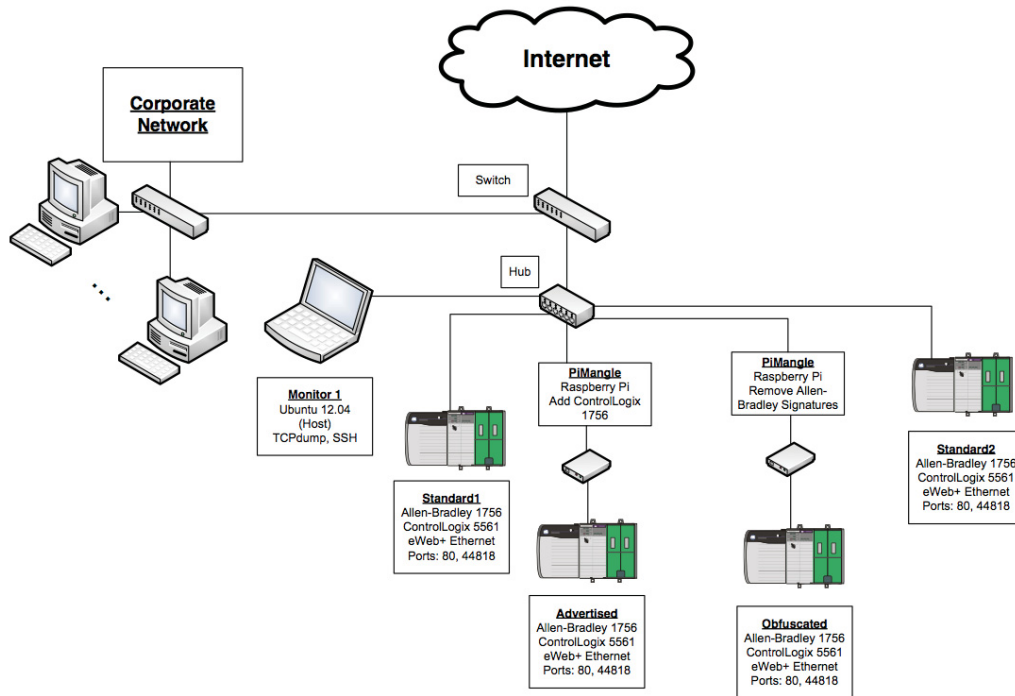 Internet
Corporate
Network
Switch
Hub
Monitor 1
Ubuntu 12.04
(Host)
TCPdump, SSH
PiMangle
Raspberry Pi
Add ControlLogix
1756
PiMangle
Raspberry Pi
Remove Allen-
Bradley Signatures
Standard1
Allen-Bradley 1756
ControlLogix 5561
eWeb+ Ethernet
Ports: 80, 44818
Standard2
Allen-Bradley 1756
ControlLogix 5561
eWeb+ Ethernet
Ports: 80, 44818
Advertised
Allen-Bradley 1756
ControlLogix 5561
eWeb+ Ethernet
Ports: 80, 44818
Obfuscated
Allen-Bradley 1756
ControlLogix 5561
eWeb+ Ethernet
Ports: 80, 44818